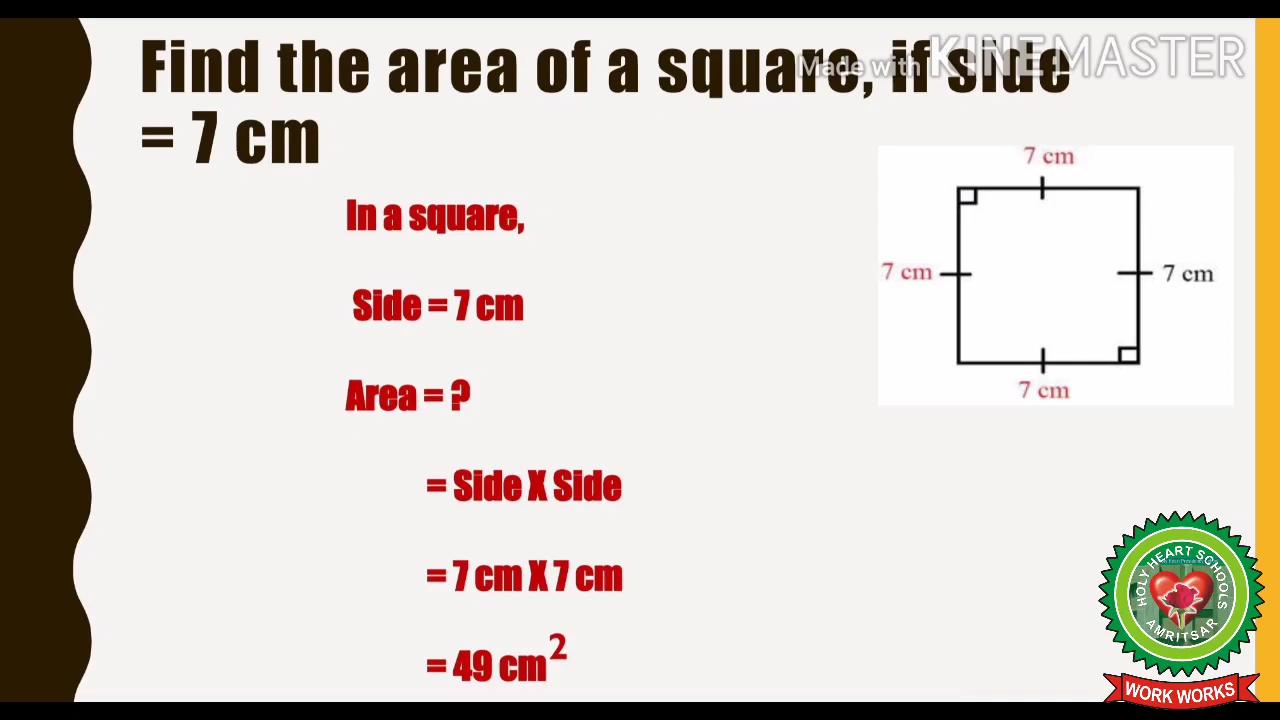 Find the area of a square, if side
= 7 cm
Made with KINEMASTER
In a square,
Side = 7 cm
Area = ?
= Side X Side
= 7 cm X 7 cm
= 49 cm²
7 cm
7 cm
7 cm
7 cm
HOLY HEART SCHOOLS
AMRITSAR
WORK WORKS